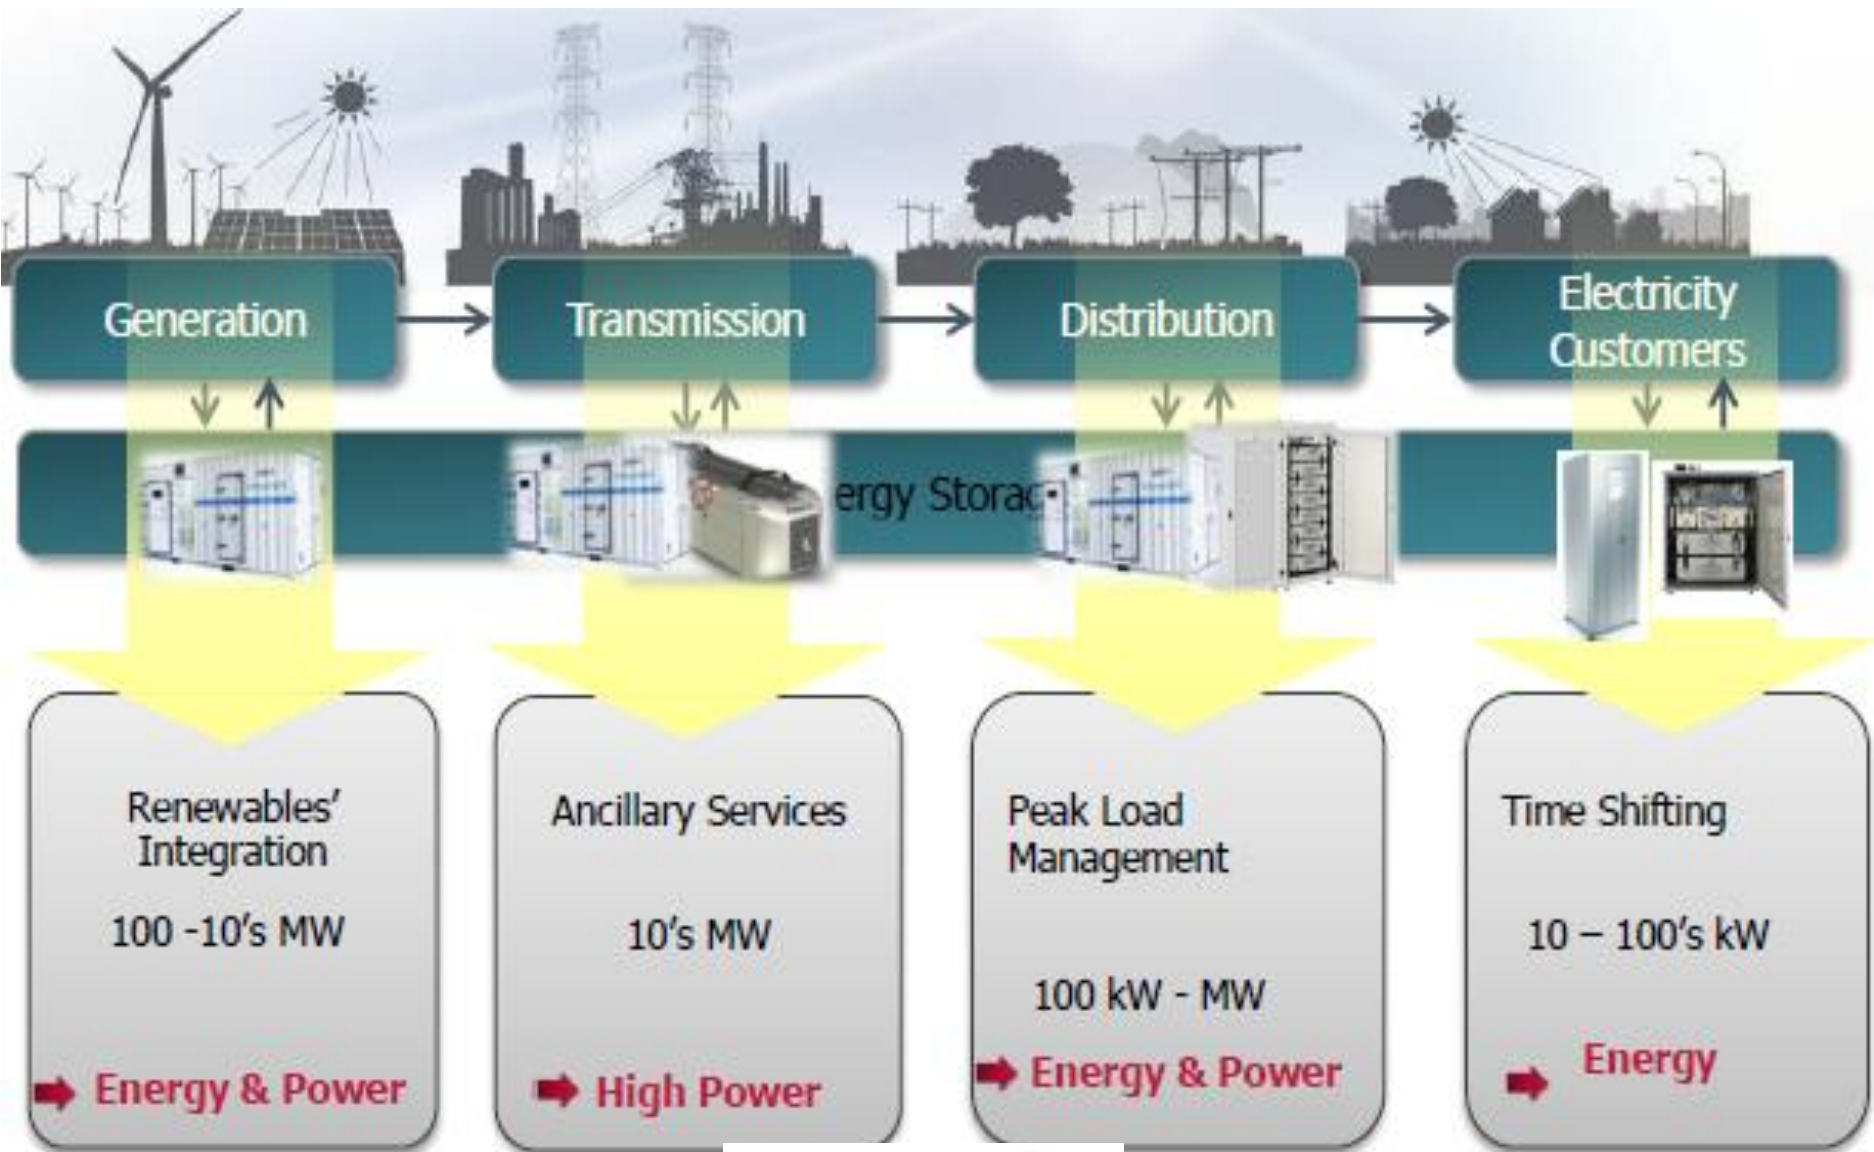 Generation
Transmission
Distribution
Electricity
Customers
ergy Storag
Renewables’
Integration
100 -10’s MW
Energy & Power
Ancillary Services
10’s MW
High Power
Peak Load
Management
100 kW - MW
Energy & Power
Time Shifting
10 – 100’s kW
Energy